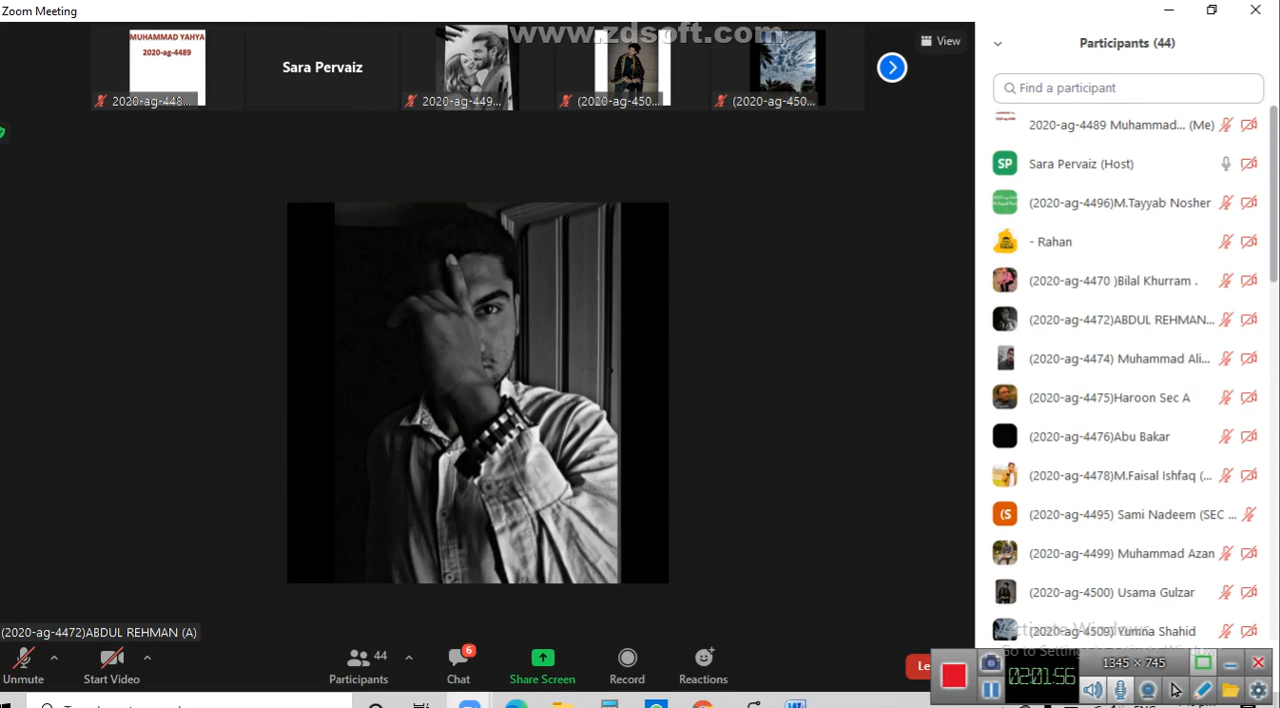 Zoom Meeting
www.zdsoft.com
MUHAMMAD YAHYA
2020-ag-4489
2020-ag-448...
Sara Pervaiz
2020-ag-449...
(2020-ag-450...
(2020-ag-450...
View
Participants (44)
Find a participant
2020-ag-4489 Muhammad... (Me)
SP
Sara Pervaiz (Host)
(2020-ag-4496)M.Tayyab Nosher
- Rahan
(2020-ag-4470 )Bilal Khurram .
(2020-ag-4472)ABDUL REHMAN...
(2020-ag-4474) Muhammad Ali...
(2020-ag-4475)Haroon Sec A
(2020-ag-4476)Abu Bakar
(2020-ag-4478)M.Faisal Ishfaq (...
(S
(2020-ag-4495) Sami Nadeem (SEC ...
(2020-ag-4499) Muhammad Azan
(2020-ag-4500) Usama Gulzar
(2020-ag-4509) Yumna Shahid
Activate Windows
Go to Settings
(2020-ag-4472)ABDUL REHMAN (A)
Unmute
Start Video
44
Participants
6
Chat
Share Screen
Record
Reactions
Le
1345 × 745
02:01:56